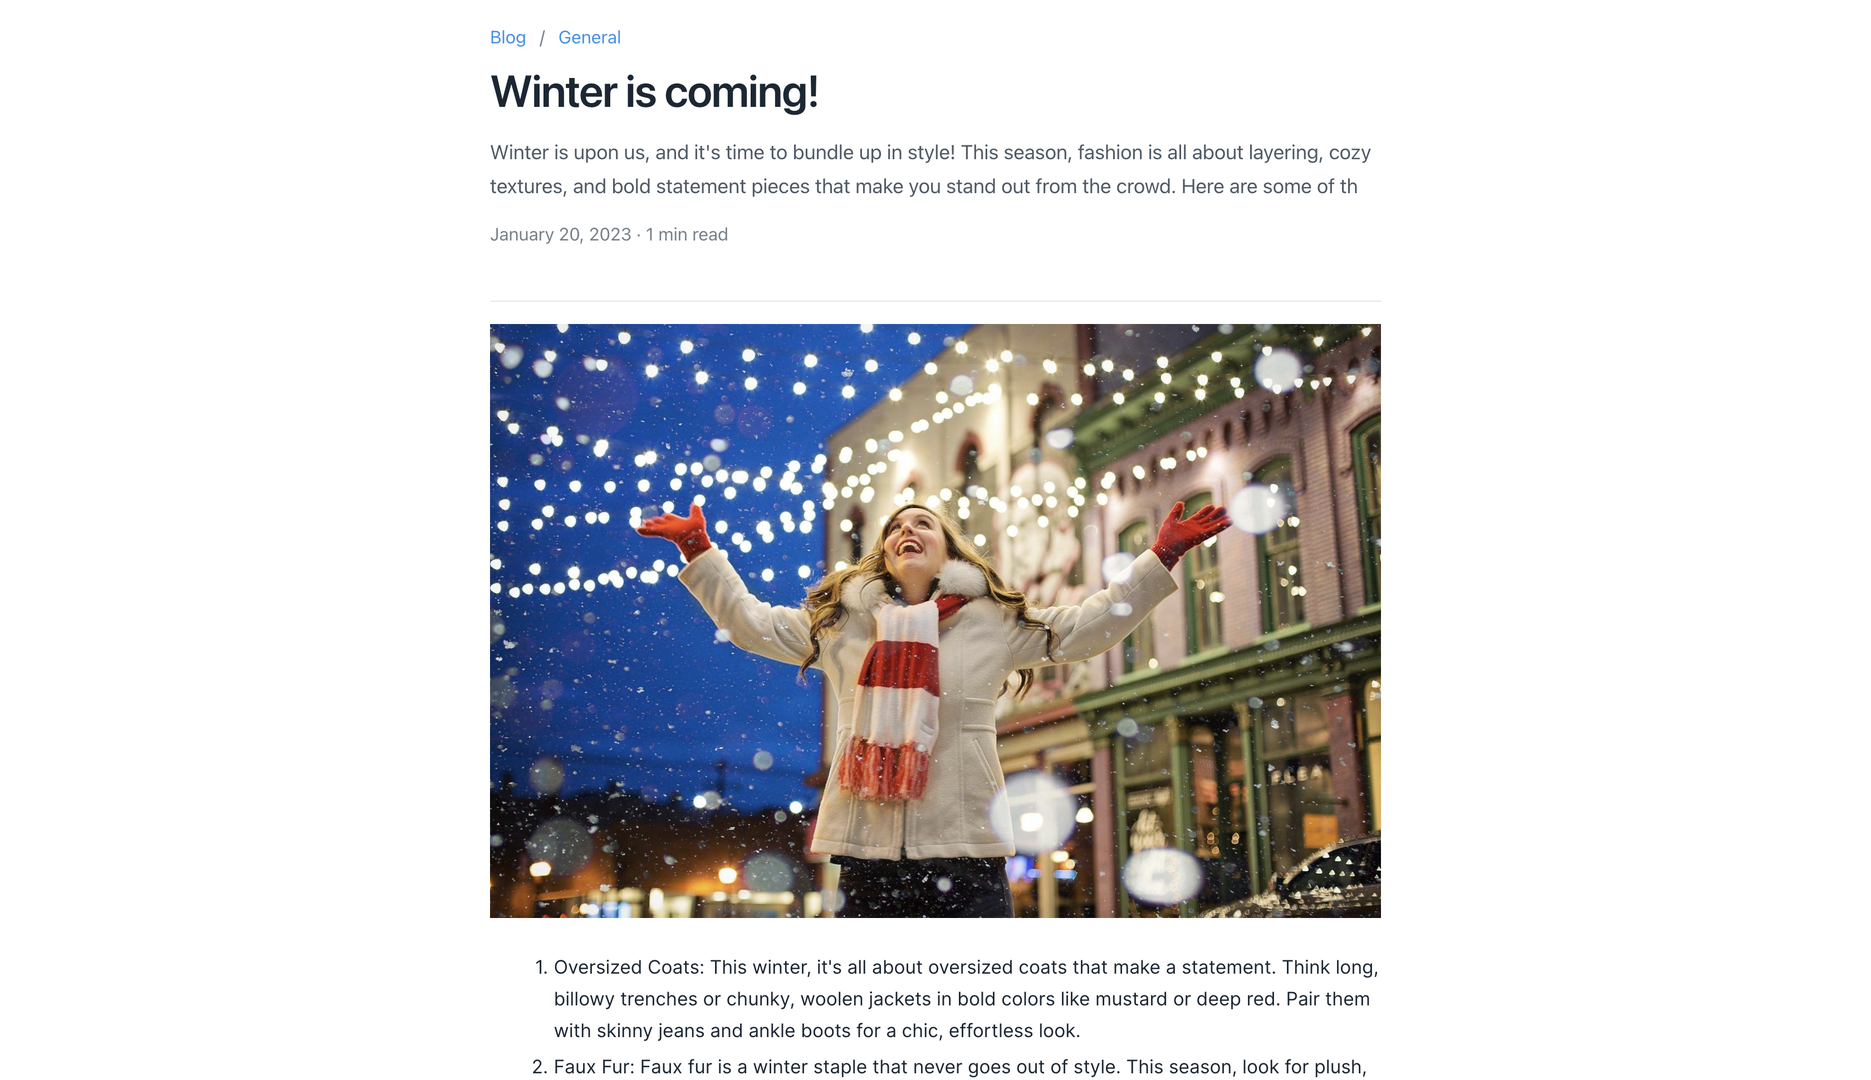 Blog / General
Winter is coming!
Winter is upon us, and it's time to bundle up in style! This season, fashion is all about layering, cozy
textures, and bold statement pieces that make you stand out from the crowd. Here are some of th
January 20, 2023 · 1 min read
1. Oversized Coats: This winter, it's all about oversized coats that make a statement. Think long,
billowy trenches or chunky, woolen jackets in bold colors like mustard or deep red. Pair them
with skinny jeans and ankle boots for a chic, effortless look.
2. Faux Fur: Faux fur is a winter staple that never goes out of style. This season, look for plush,